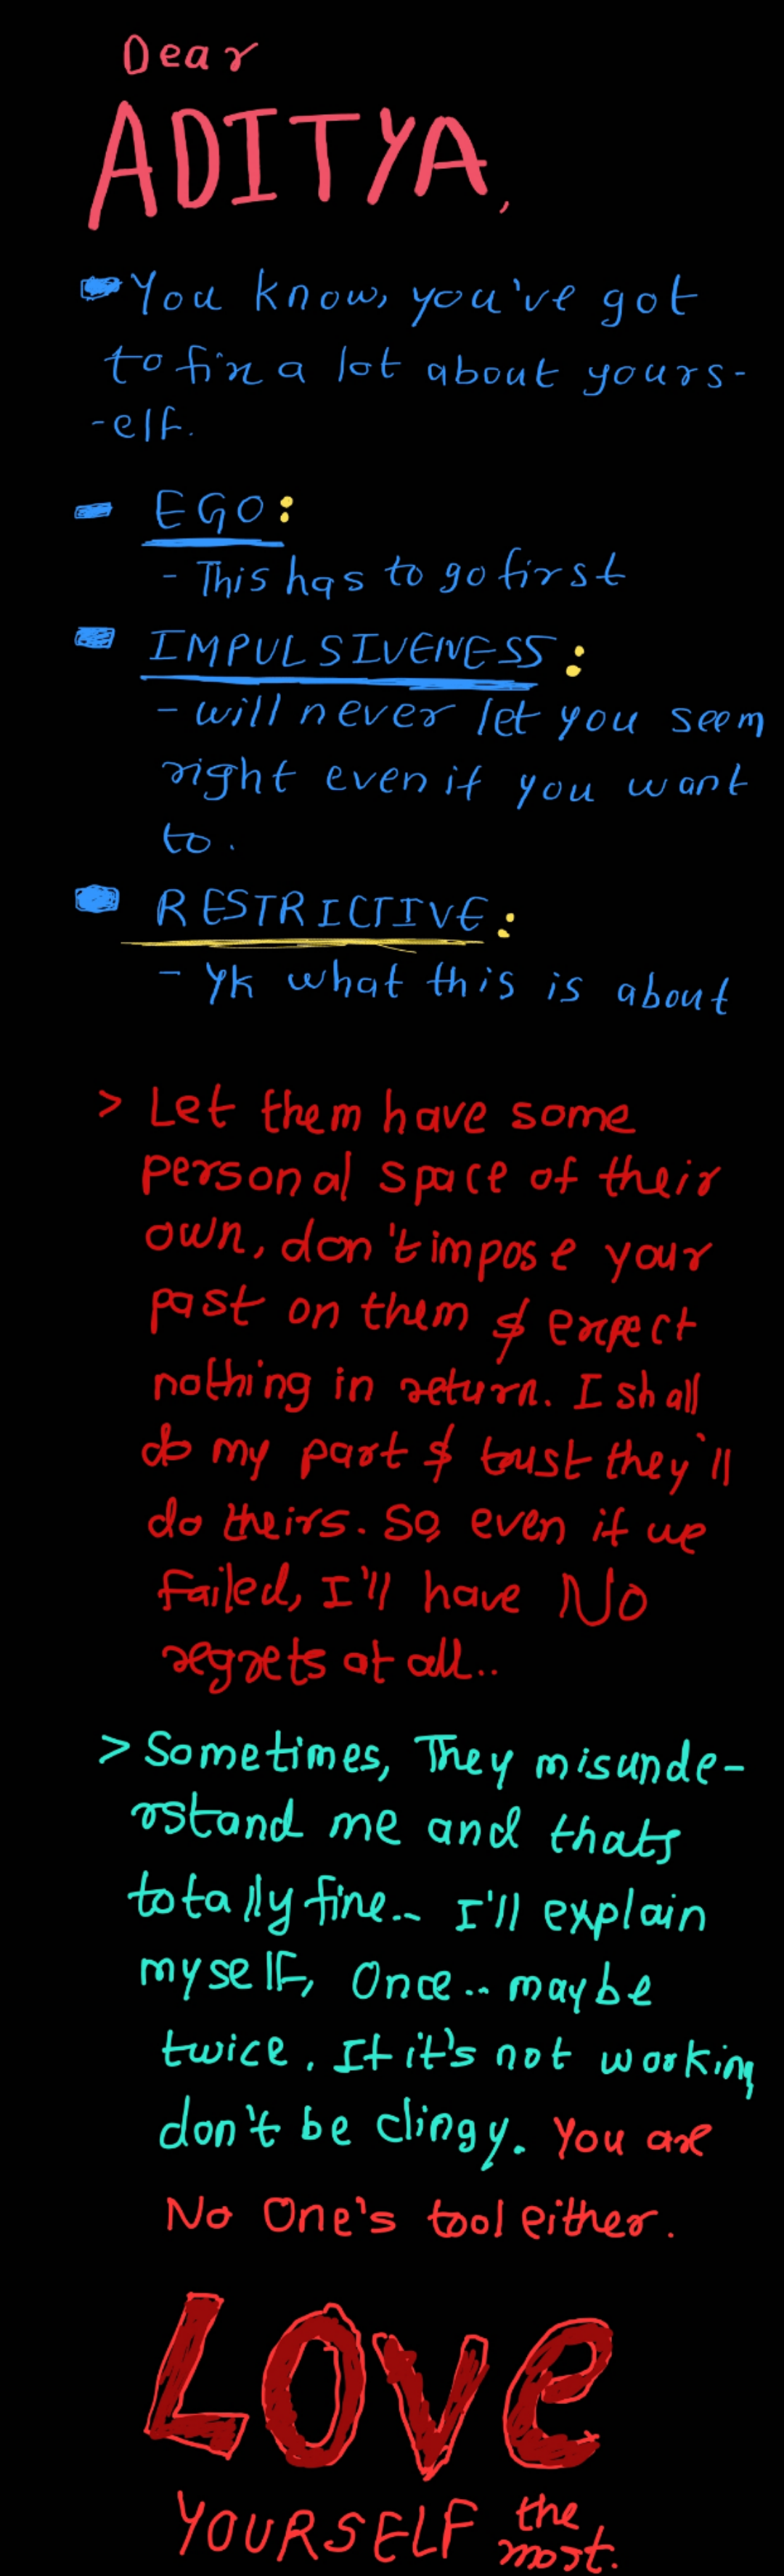 Dear
ADITYA,
You know, you've got
to fix a lot about yours-
-elf.
- EGO:
- This has to go first
IMPULSIVENESS:
- will never let you seem
right even if you want
to.
RESTRICTIVE:
- Yk what this is about
> Let them have some
personal space of their
own, don't impose your
past on them & expect
nothing in return. I shall
do my part & trust they'll
do theirs. So, even if we
failed, I'll have No
regrets at all..
> Sometimes, They misunde-
rstand me and thats
totally fine.. I'll explain
myself, Once.. maybe
twice. If it's not working
don't be clingy. You are
No One's tool either.
LOVe
YOURSELF the
most.